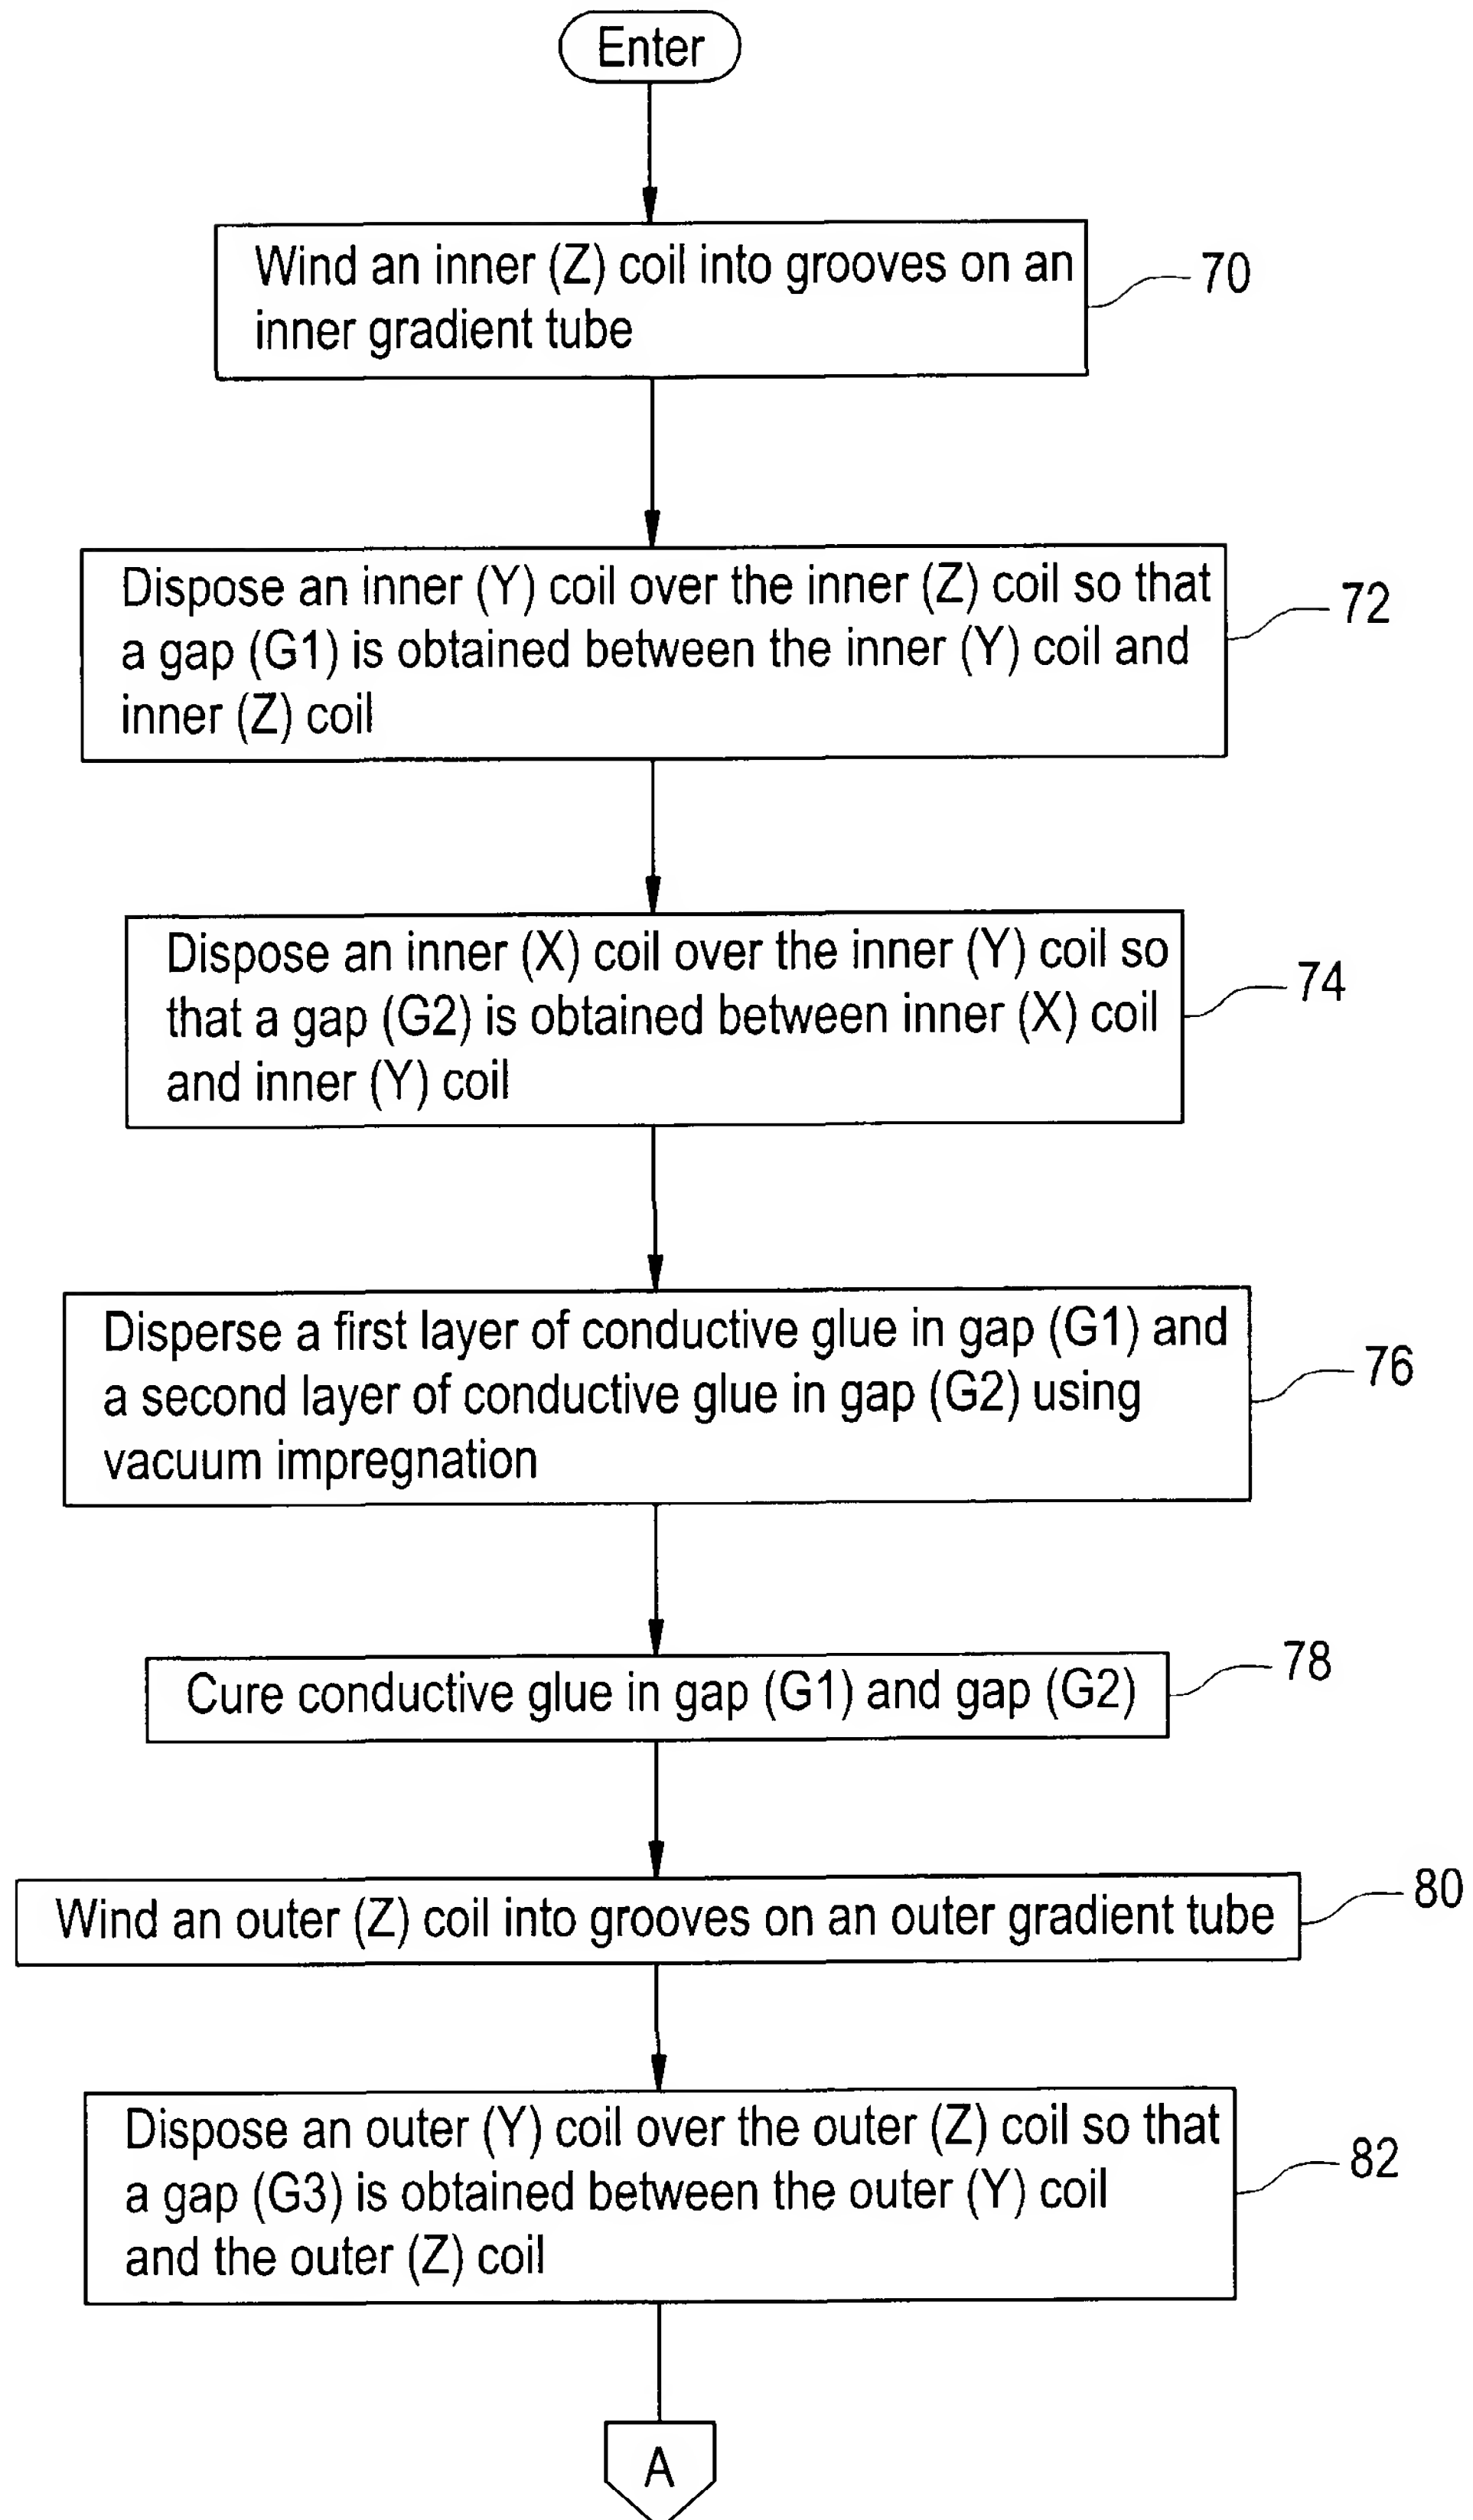 Enter
Wind an inner (Z) coil into grooves on an
inner gradient tube
70
Dispose an inner (Y) coil over the inner (Z) coil so that
a gap (G1) is obtained between the inner (Y) coil and
inner (Z) coil
72
Dispose an inner (X) coil over the inner (Y) coil so
that a gap (G2) is obtained between inner (X) coil
and inner (Y) coil
74
Disperse a first layer of conductive glue in gap (G1) and
a second layer of conductive glue in gap (G2) using
vacuum impregnation
76
Cure conductive glue in gap (G1) and gap (G2)
78
Wind an outer (Z) coil into grooves on an outer gradient tube
80
Dispose an outer (Y) coil over the outer (Z) coil so that
a gap (G3) is obtained between the outer (Y) coil
and the outer (Z) coil
82
A